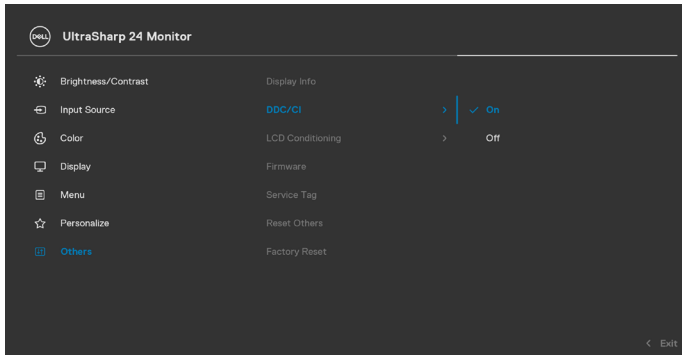 DELL UltraSharp 24 Monitor
Brightness/Contrast Display Info
Input Source DDC/CI > On
Color LCD Conditioning > Off
Display Firmware
Menu Service Tag
Personalize Reset Others
Others Factory Reset
< Exit